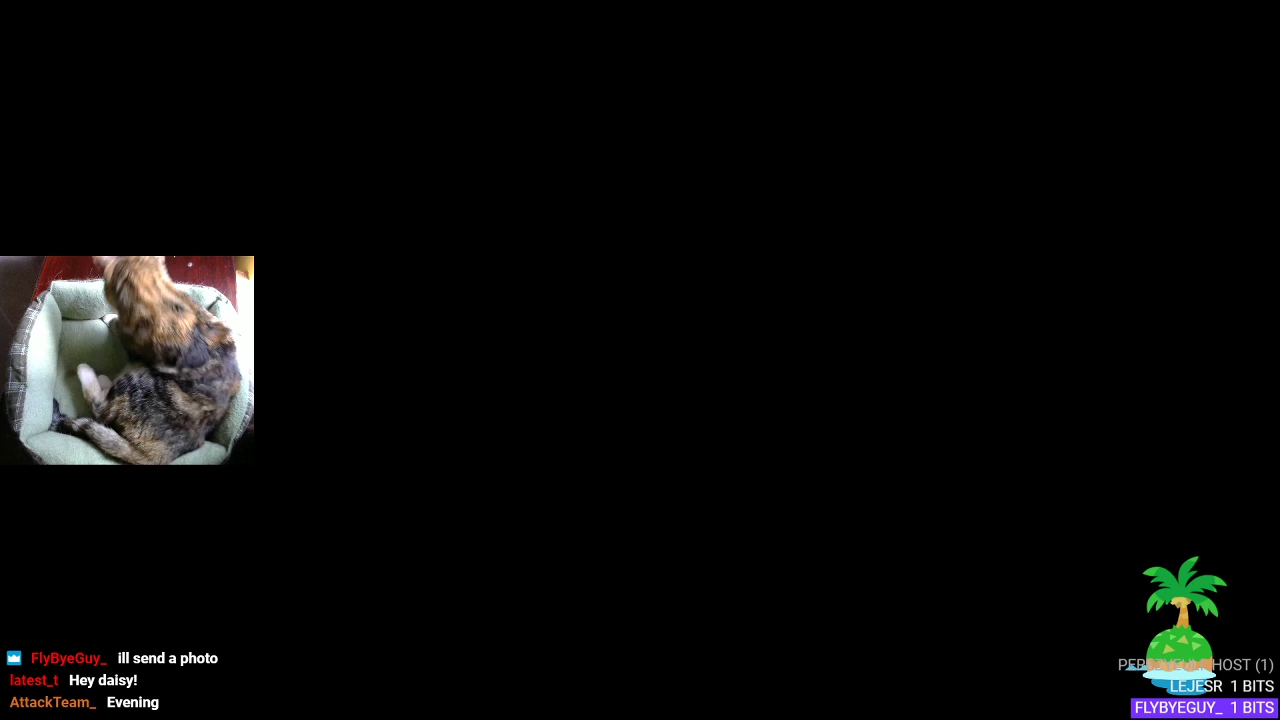 FlyByeGuy_ ill send a photo
latest_t Hey daisy!
AttackTeam_ Evening
HOST (1)
LEJESR 1 BITS
FLYBYEGUY_ 1 BITS